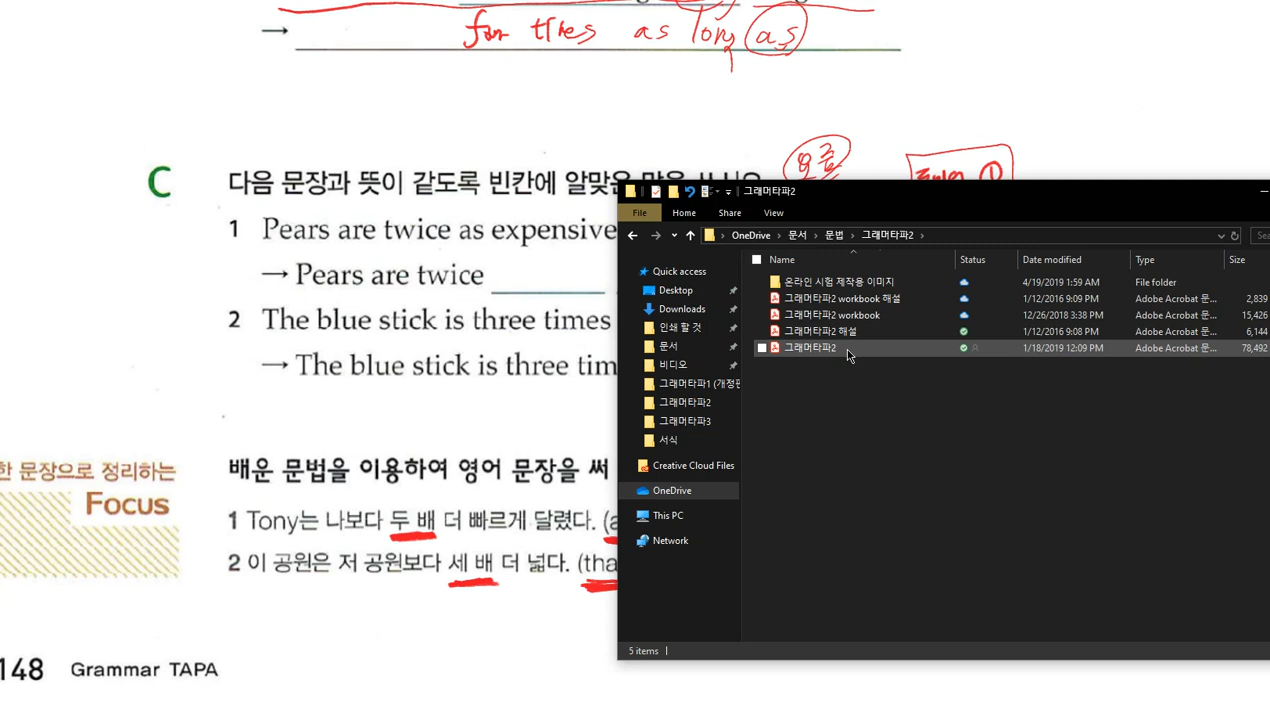 for times as long as
→
C 다음 문장과 뜻이 같도록 빈칸에 알맞은
1 Pears are twice as expensive
→ Pears are twice
2 The blue stick is three times
→ The blue stick is three tim
한 문장으로 정리하는
Focus
배운 문법을 이용하여 영어 문장을 써
1 Tony는 나보다 두 배 더 빠르게 달렸다. (a
2 이 공원은 저 공원보다 세 배 더 넓다. (tha
148 Grammar TAPA
그래머타파2
File Home Share View
OneDrive > 문서 > 문법 > 그래머타파2 >
Sea
Name Status Date modified Type Size
온라인 시험 제작용 이미지 4/19/2019 1:59 AM File folder
그래머타파2 workbook 해설 1/12/2016 9:09 PM Adobe Acrobat 문... 2,839
그래머타파2 workbook 12/26/2018 3:38 PM Adobe Acrobat 문... 15,426
그래머타파2 해설 1/12/2016 9:08 PM Adobe Acrobat 문... 6,144
그래머타파2 1/18/2019 12:09 PM Adobe Acrobat 문... 78,492
Quick access
Desktop
Downloads
인쇄 할 것
문서
비디오
그래머타파1 (개정판
그래머타파2
그래머타파3
서식
Creative Cloud Files
OneDrive
This PC
Network
5 items